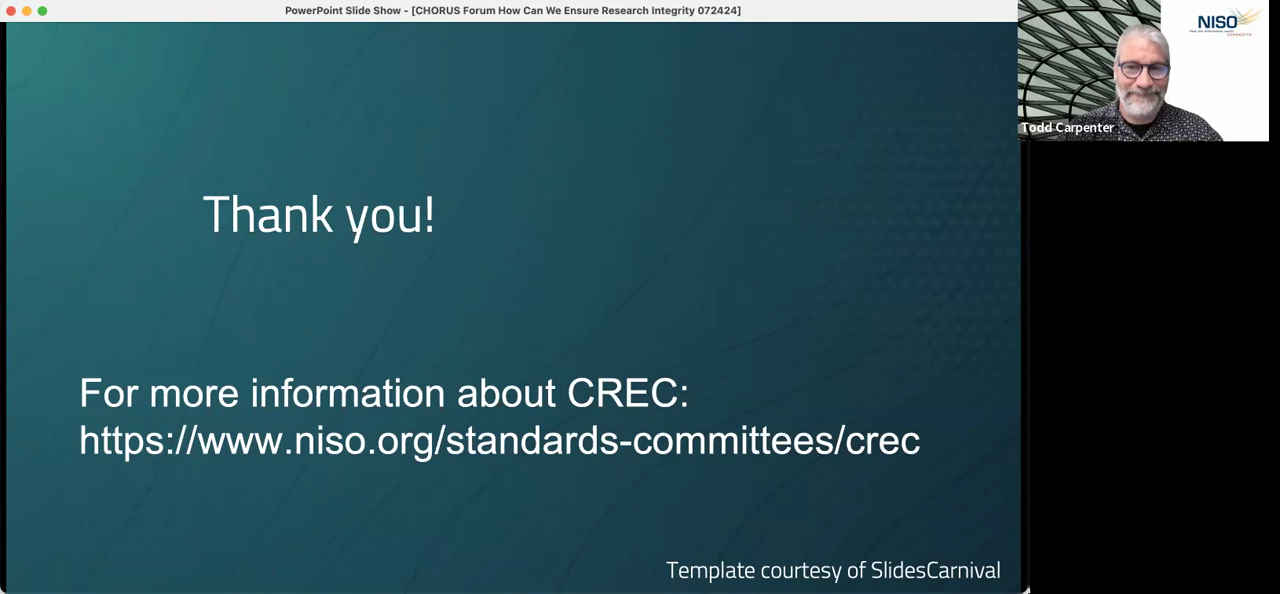 PowerPoint Slide Show - [CHORUS Forum How Can We Ensure Research Integrity 072424]
NISO
CONNECTS
Todd Carpenter
Thank you!
For more information about CREC:
https://www.niso.org/standards-committees/crec
Template courtesy of SlidesCarnival